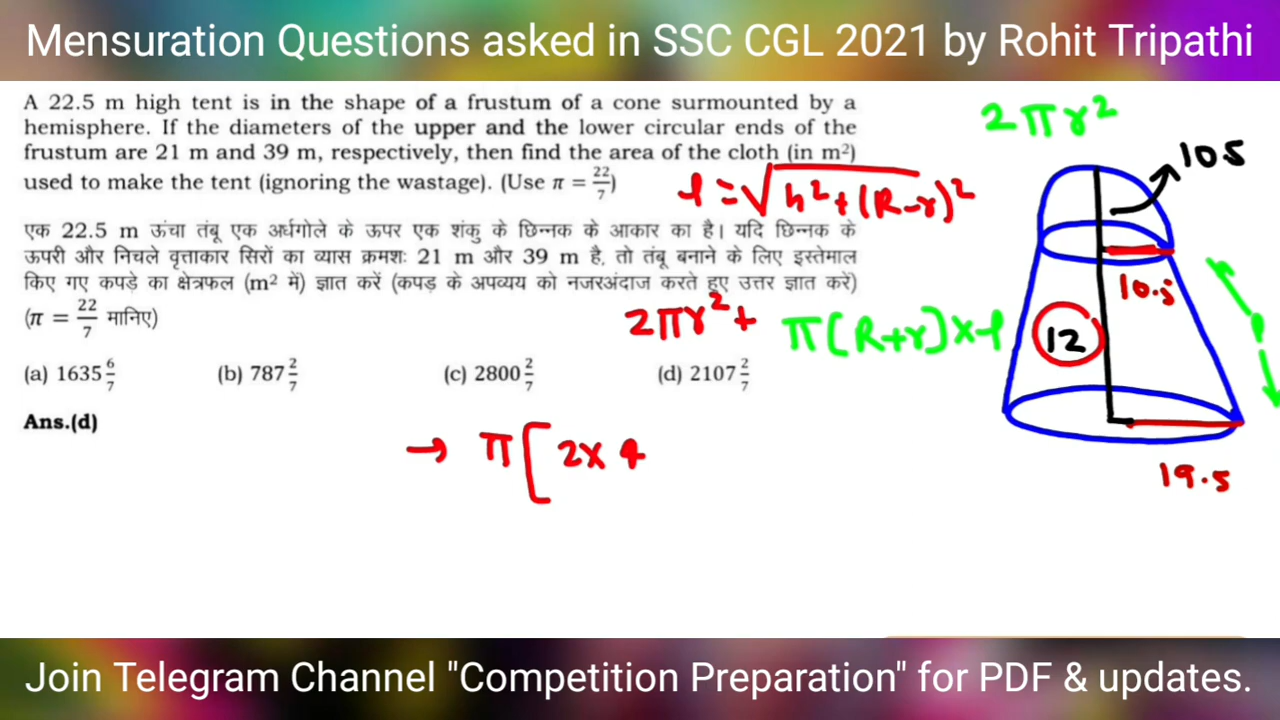 Mensuration Questions asked in SSC CGL 2021 by Rohit Tripathi
A 22.5 m high tent is in the shape of a frustum of a cone surmounted by a
hemisphere. If the diameters of the upper and the lower circular ends of the
frustum are 21 m and 39 m, respectively, then find the area of the cloth (in m²)
used to make the tent (ignoring the wastage). (Use π = 22/7)
एक 22.5 m ऊंचा तंबू एक अर्धगोले के ऊपर एक शंकु के छिन्नक के आकार का है। यदि छिन्नक के
ऊपरी और निचले वृत्ताकार सिरों का व्यास क्रमशः 21 m और 39 m है, तो तंबू बनाने के लिए इस्तेमाल
किए गए कपड़े का क्षेत्रफल (m² में) ज्ञात करें (कपड़ के अपव्यय को नजरअंदाज करते हुए उत्तर ज्ञात करें)
(π = 22/7 मानिए)
(a) 1635 6/7 (b) 787 2/7 (c) 2800 2/7 (d) 2107 2/7
Ans.(d)
2πr²
10.5
l = √h²+(R-r)²
10.5
2πr² + π(R+r)×l
12
l
→ π[2×
19.5
Join Telegram Channel "Competition Preparation" for PDF & updates.